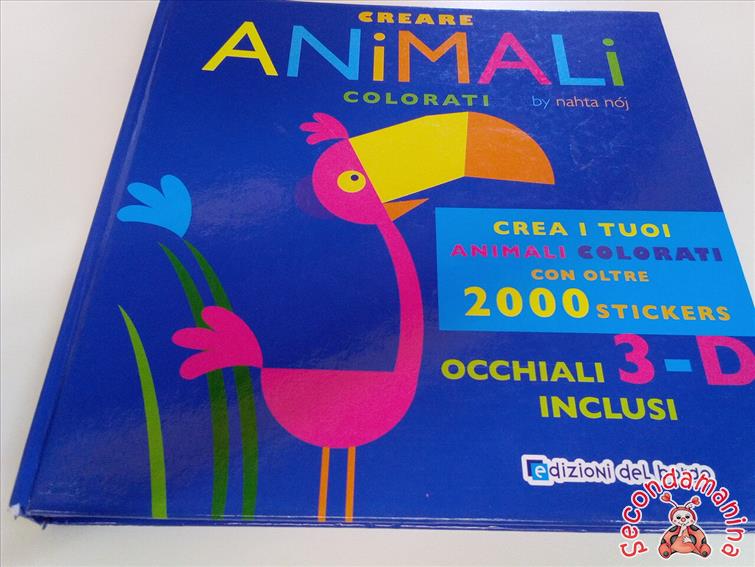 CREARE
ANiMALi
COLORATI
by nahta nój
CREA I TUOI
ANIMALI COLORATI
CON OLTRE
2000 STICKERS
OCCHIALI 3-D
INCLUSI
edizioni del borgo
Secondamanina